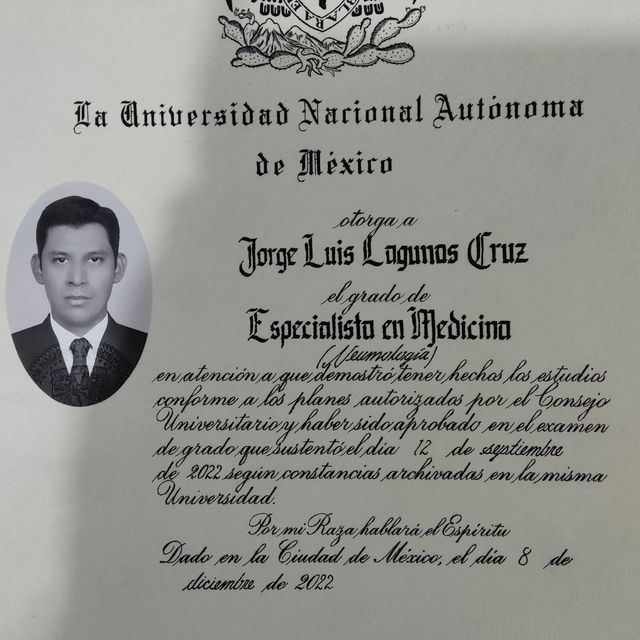 La Universidad Nacional Autónoma
de México
otorga a
Jorge Luis Lagunas Cruz
el grado de
Especialista en Medicina
(Neumología)
en atención a que demostró tener hechos los estudios
conforme a los planes autorizados por el Consejo
Universitario y haber sido aprobado en el examen
de grado que sustentó el día 12 de septiembre
de 2022 según constancias archivadas en la misma
Universidad.
Por mi Raza hablará el Espíritu
Dado en la Ciudad de México, el día 8 de
diciembre de 2022